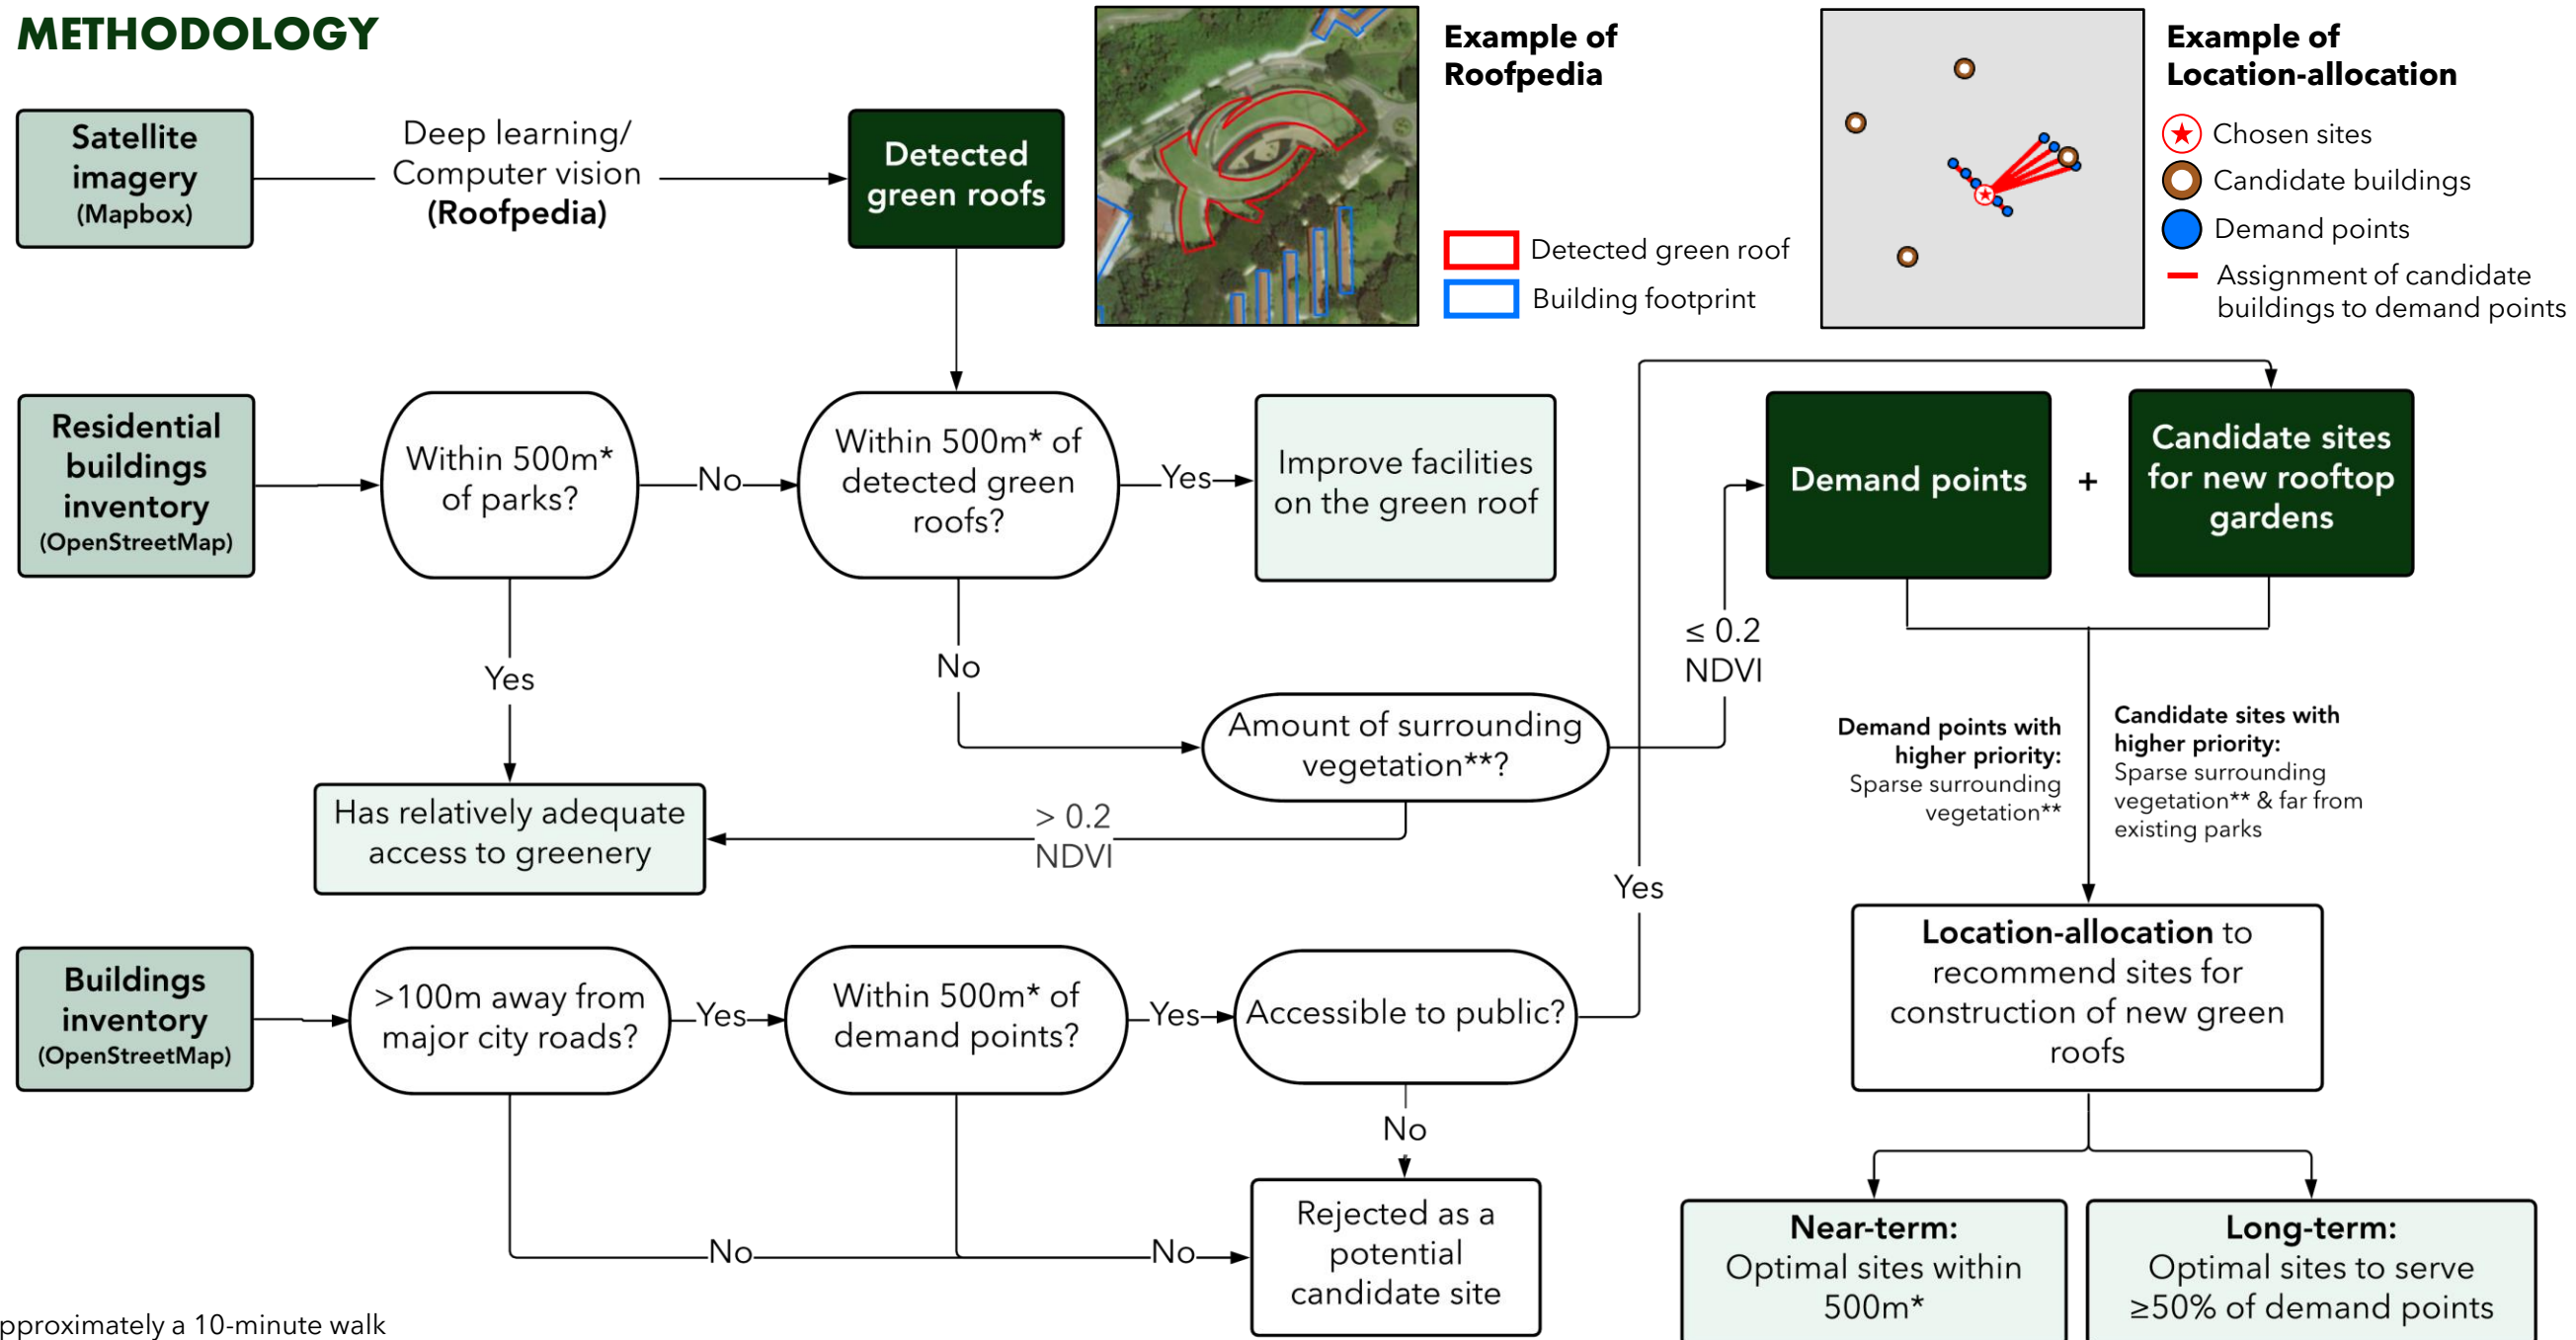 METHODOLOGY
Example of
Roofpedia
Detected green roof
Building footprint
Example of
Location-allocation
Chosen sites
Candidate buildings
Demand points
Assignment of candidate
buildings to demand points
Satellite
imagery
(Mapbox)
Deep learning/
Computer vision
(Roofpedia)
Detected
green roofs
Residential
buildings
inventory
(OpenStreetMap)
Within 500m*
of parks?
No
Within 500m* of
detected green
roofs?
Yes
Improve facilities
on the green roof
Demand points
+
Candidate sites
for new rooftop
gardens
Yes
No
≤ 0.2
NDVI
Amount of surrounding
vegetation**?
> 0.2
NDVI
Has relatively adequate
access to greenery
Demand points with
higher priority:
Sparse surrounding
vegetation**
Candidate sites with
higher priority:
Sparse surrounding
vegetation** & far from
existing parks
Buildings
inventory
(OpenStreetMap)
>100m away from
major city roads?
Yes
Within 500m* of
demand points?
Yes
Accessible to public?
Yes
No
No
No
Rejected as a
potential
candidate site
Location-allocation to
recommend sites for
construction of new green
roofs
Near-term:
Optimal sites within
500m*
Long-term:
Optimal sites to serve
≥50% of demand points
pproximately a 10-minute walk